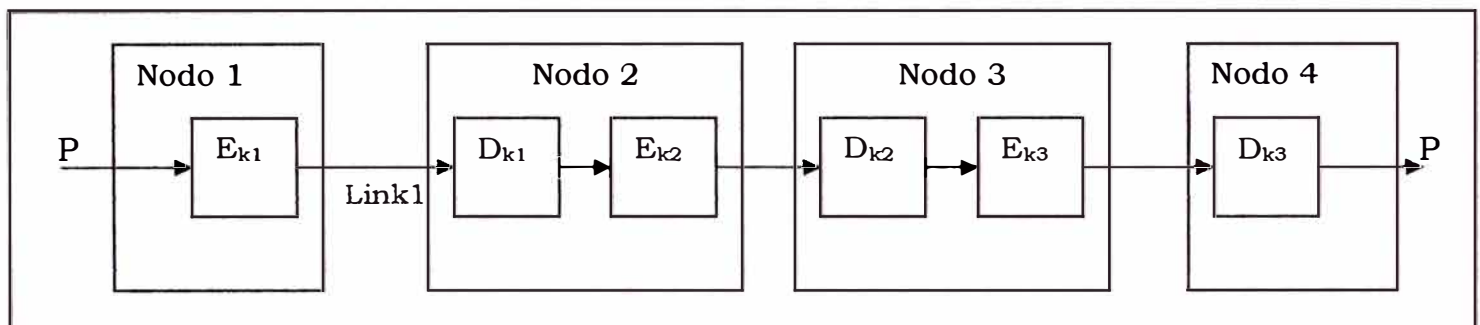 Nodo 1
Nodo 2
Nodo 3
Nodo 4
P
Ek1
Link1
Dk1
Ek2
Dk2
Ek3
Dk3
P